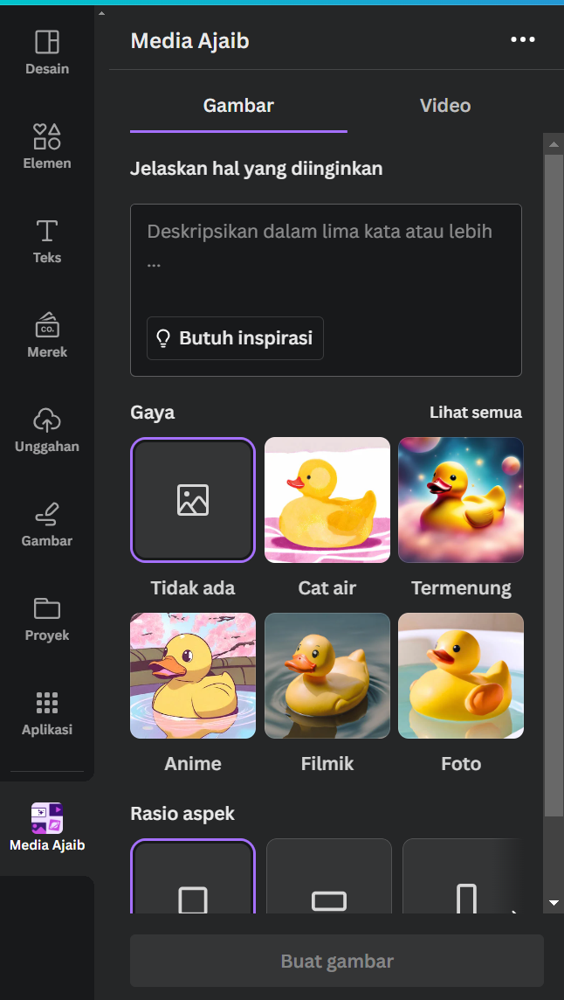 Media Ajaib
Desain
Elemen
Teks
CO.
Merek
Unggahan
Gambar
Proyek
Aplikasi
Media Ajaib
Gambar
Video
Jelaskan hal yang diinginkan
Deskripsikan dalam lima kata atau lebih
...
Butuh inspirasi
Gaya
Lihat semua
Tidak ada
Cat air
Termenung
Anime
Filmik
Foto
Rasio aspek
Buat gambar